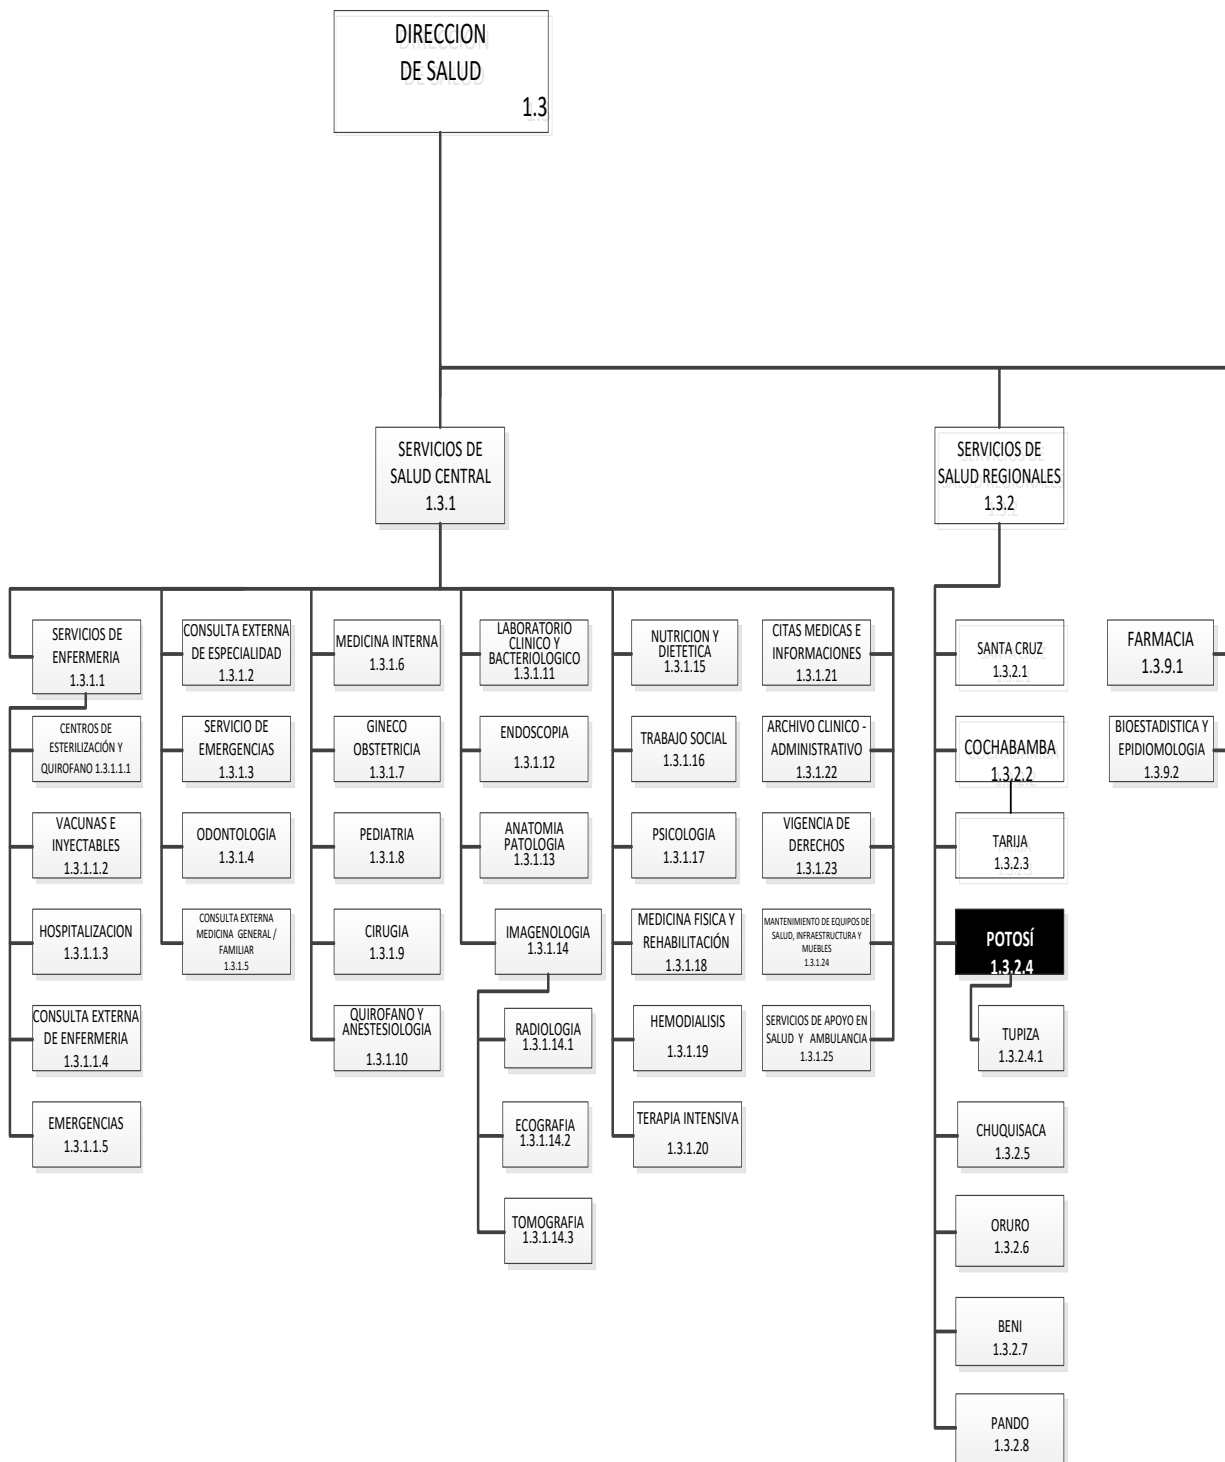 DIRECCION
DE SALUD
1.3
SERVICIOS DE
SALUD CENTRAL
1.3.1
SERVICIOS DE
SALUD REGIONALES
1.3.2
SERVICIOS DE
ENFERMERIA
1.3.1.1
CENTROS DE
ESTERILIZACIÓN Y
QUIROFANO 1.3.1.1.1
VACUNAS E
INYECTABLES
1.3.1.1.2
HOSPITALIZACION
1.3.1.1.3
CONSULTA EXTERNA
DE ENFERMERIA
1.3.1.1.4
EMERGENCIAS
1.3.1.1.5
CONSULTA EXTERNA
DE ESPECIALIDAD
1.3.1.2
SERVICIO DE
EMERGENCIAS
1.3.1.3
ODONTOLOGIA
1.3.1.4
CONSULTA EXTERNA
MEDICINA GENERAL /
FAMILIAR
1.3.1.5
MEDICINA INTERNA
1.3.1.6
GINECO
OBSTETRICIA
1.3.1.7
PEDIATRIA
1.3.1.8
CIRUGIA
1.3.1.9
QUIROFANO Y
ANESTESIOLOGIA
1.3.1.10
LABORATORIO
CLINICO Y
BACTERIOLOGICO
1.3.1.11
ENDOSCOPIA
1.3.1.12
ANATOMIA
PATOLOGIA
1.3.1.13
IMAGENOLOGIA
1.3.1.14
RADIOLOGIA
1.3.1.14.1
ECOGRAFIA
1.3.1.14.2
TOMOGRAFIA
1.3.1.14.3
NUTRICION Y
DIETETICA
1.3.1.15
TRABAJO SOCIAL
1.3.1.16
PSICOLOGIA
1.3.1.17
MEDICINA FISICA Y
REHABILITACIÓN
1.3.1.18
HEMODIALISIS
1.3.1.19
TERAPIA INTENSIVA
1.3.1.20
CITAS MEDICAS E
INFORMACIONES
1.3.1.21
ARCHIVO CLINICO -
ADMINISTRATIVO
1.3.1.22
VIGENCIA DE
DERECHOS
1.3.1.23
MANTENIMIENTO DE EQUIPOS DE
SALUD, INFRAESTRUCTURA Y
MUEBLES
1.3.1.24
SERVICIOS DE APOYO EN
SALUD Y AMBULANCIA
1.3.1.25
SANTA CRUZ
1.3.2.1
COCHABAMBA
1.3.2.2
TARIJA
1.3.2.3
POTOSÍ
1.3.2.4
TUPIZA
1.3.2.4.1
CHUQUISACA
1.3.2.5
ORURO
1.3.2.6
BENI
1.3.2.7
PANDO
1.3.2.8
FARMACIA
1.3.9.1
BIOESTADISTICA Y
EPIDIOMOLOGIA
1.3.9.2